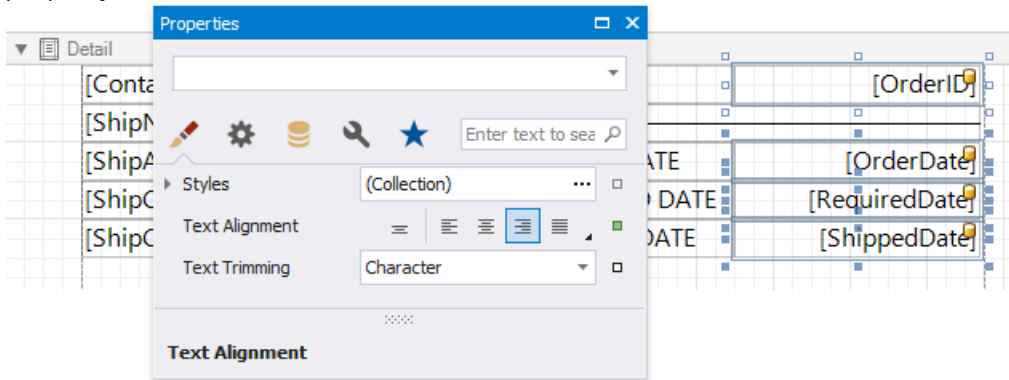 Properties
Detail
[Conta
[OrderID]
[ShipN
Enter text to sea
[ShipA
ATE
[OrderDate]
Styles
(Collection)
...
[ShipC
DATE
[RequiredDate]
Text Alignment
[ShipC
DATE
[ShippedDate]
Text Trimming
Character
Text Alignment